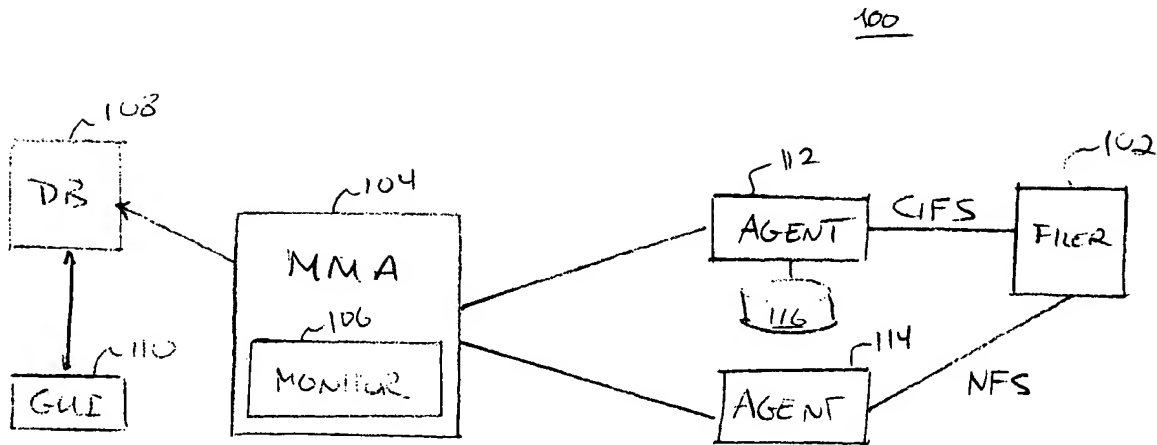 100
108
DB
104
MMA
106
MONITOR
110
GUI
112
AGENT
CIFS
102
FILER
116
114
AGENT
NFS